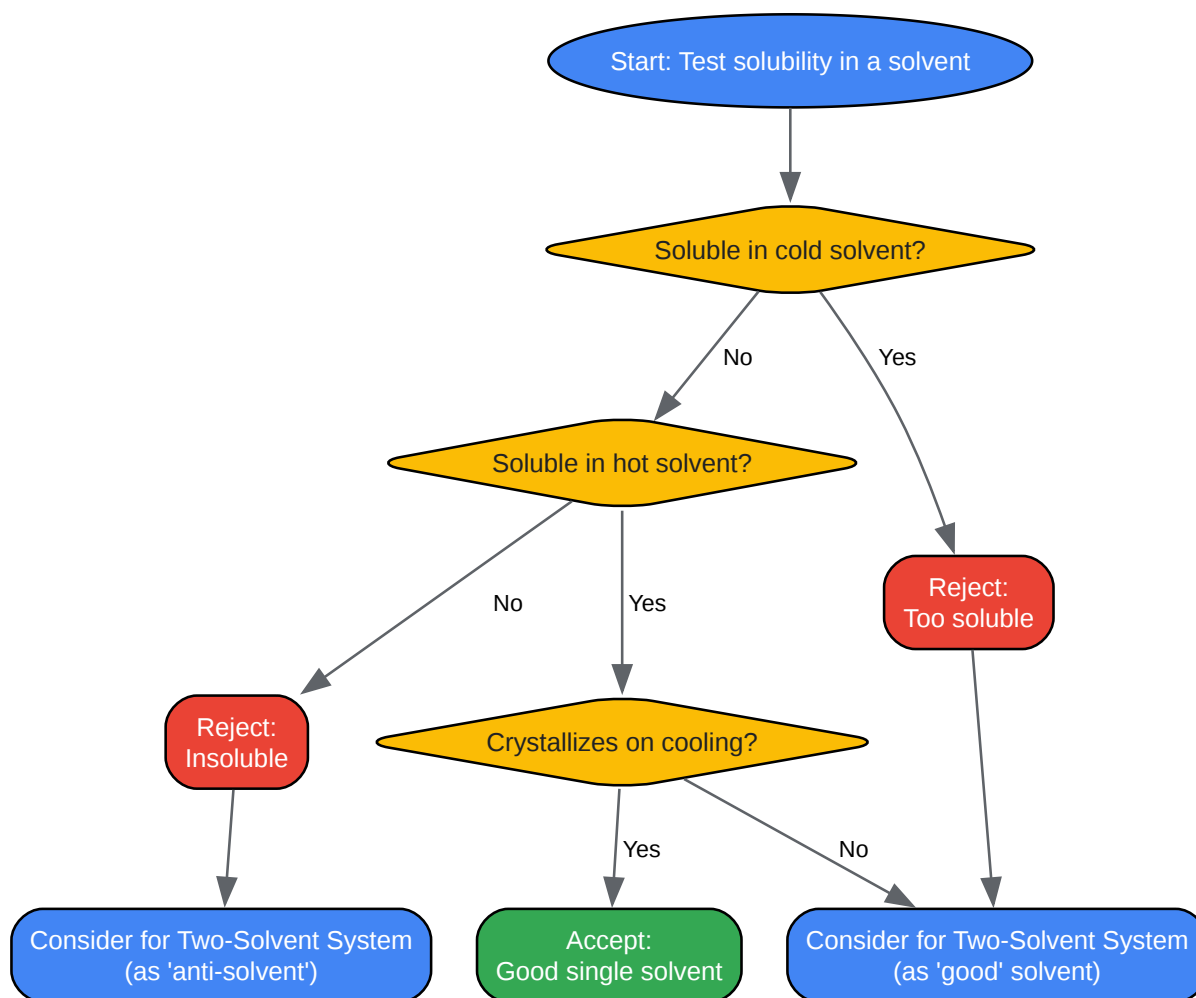 Start: Test solubility in a solvent
Soluble in cold solvent?
No
Yes
Soluble in hot solvent?
No
Yes
Reject:
Too soluble
Reject:
Insoluble
Crystallizes on cooling?
Yes
No
Consider for Two-Solvent System
(as 'anti-solvent')
Accept:
Good single solvent
Consider for Two-Solvent System
(as 'good' solvent)